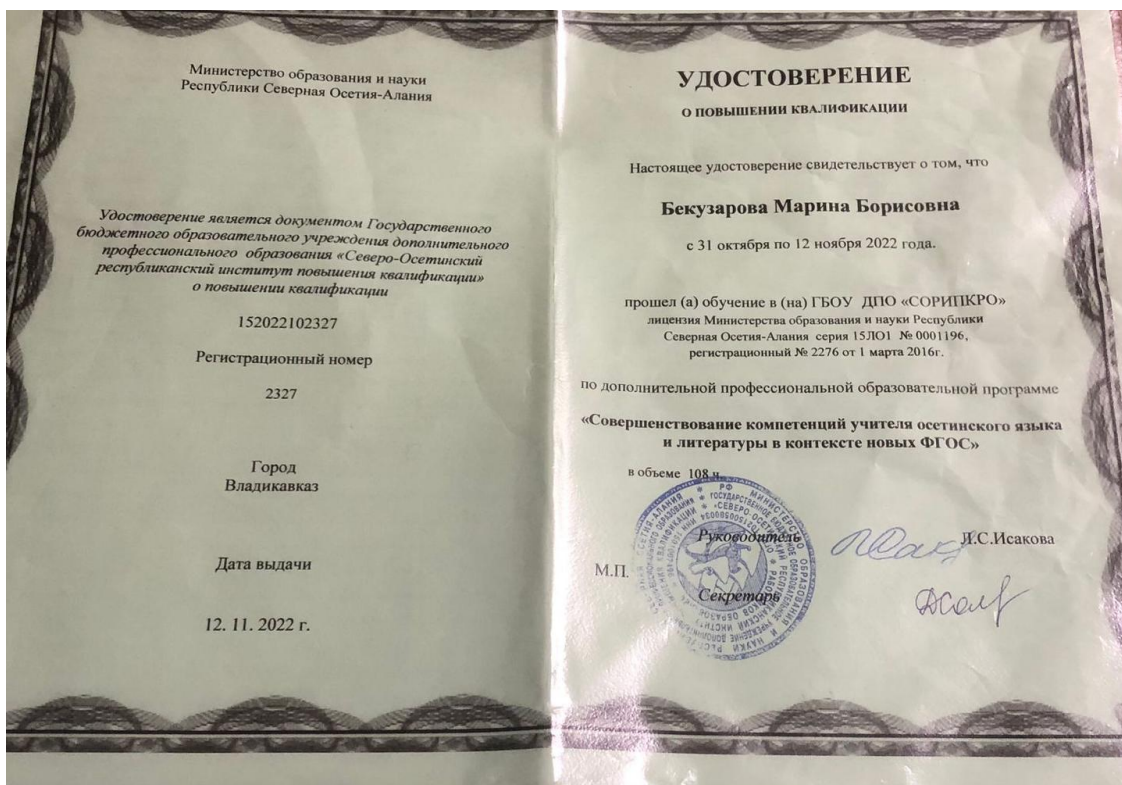 Министерство образования и науки
Республики Северная Осетия-Алания
Удостоверение является документом Государственного
бюджетного образовательного учреждения дополнительного
профессионального образования «Северо-Осетинский
республиканский институт повышения квалификации»
о повышении квалификации
152022102327
Регистрационный номер
2327
Город
Владикавказ
Дата выдачи
12. 11. 2022 г.
УДОСТОВЕРЕНИЕ
О ПОВЫШЕНИИ КВАЛИФИКАЦИИ
Настоящее удостоверение свидетельствует о том, что
Бекузарова Марина Борисовна
с 31 октября по 12 ноября 2022 года.
прошел (а) обучение в (на) ГБОУ ДПО «СОРИПКРО»
лицензия Министерства образования и науки Республики
Северная Осетия-Алания серия 15ЛО1 № 0001196,
регистрационный № 2276 от 1 марта 2016г.
по дополнительной профессиональной образовательной программе
«Совершенствование компетенций учителя осетинского языка
и литературы в контексте новых ФГОС»
в объеме 108 ч.
Руководитель Л.С.Исакова
М.П.
Секретарь